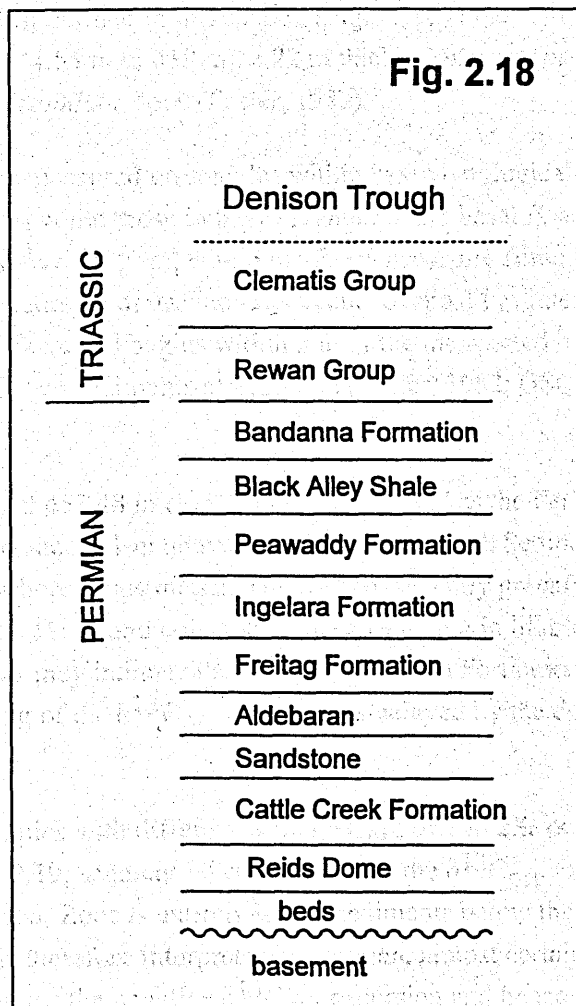 Fig. 2.18
Denison Trough
TRIASSIC
Clematis Group
Rewan Group
PERMIAN
Bandanna Formation
Black Alley Shale
Peawaddy Formation
Ingelara Formation
Freitag Formation
Aldebaran
Sandstone
Cattle Creek Formation
Reids Dome
beds
basement